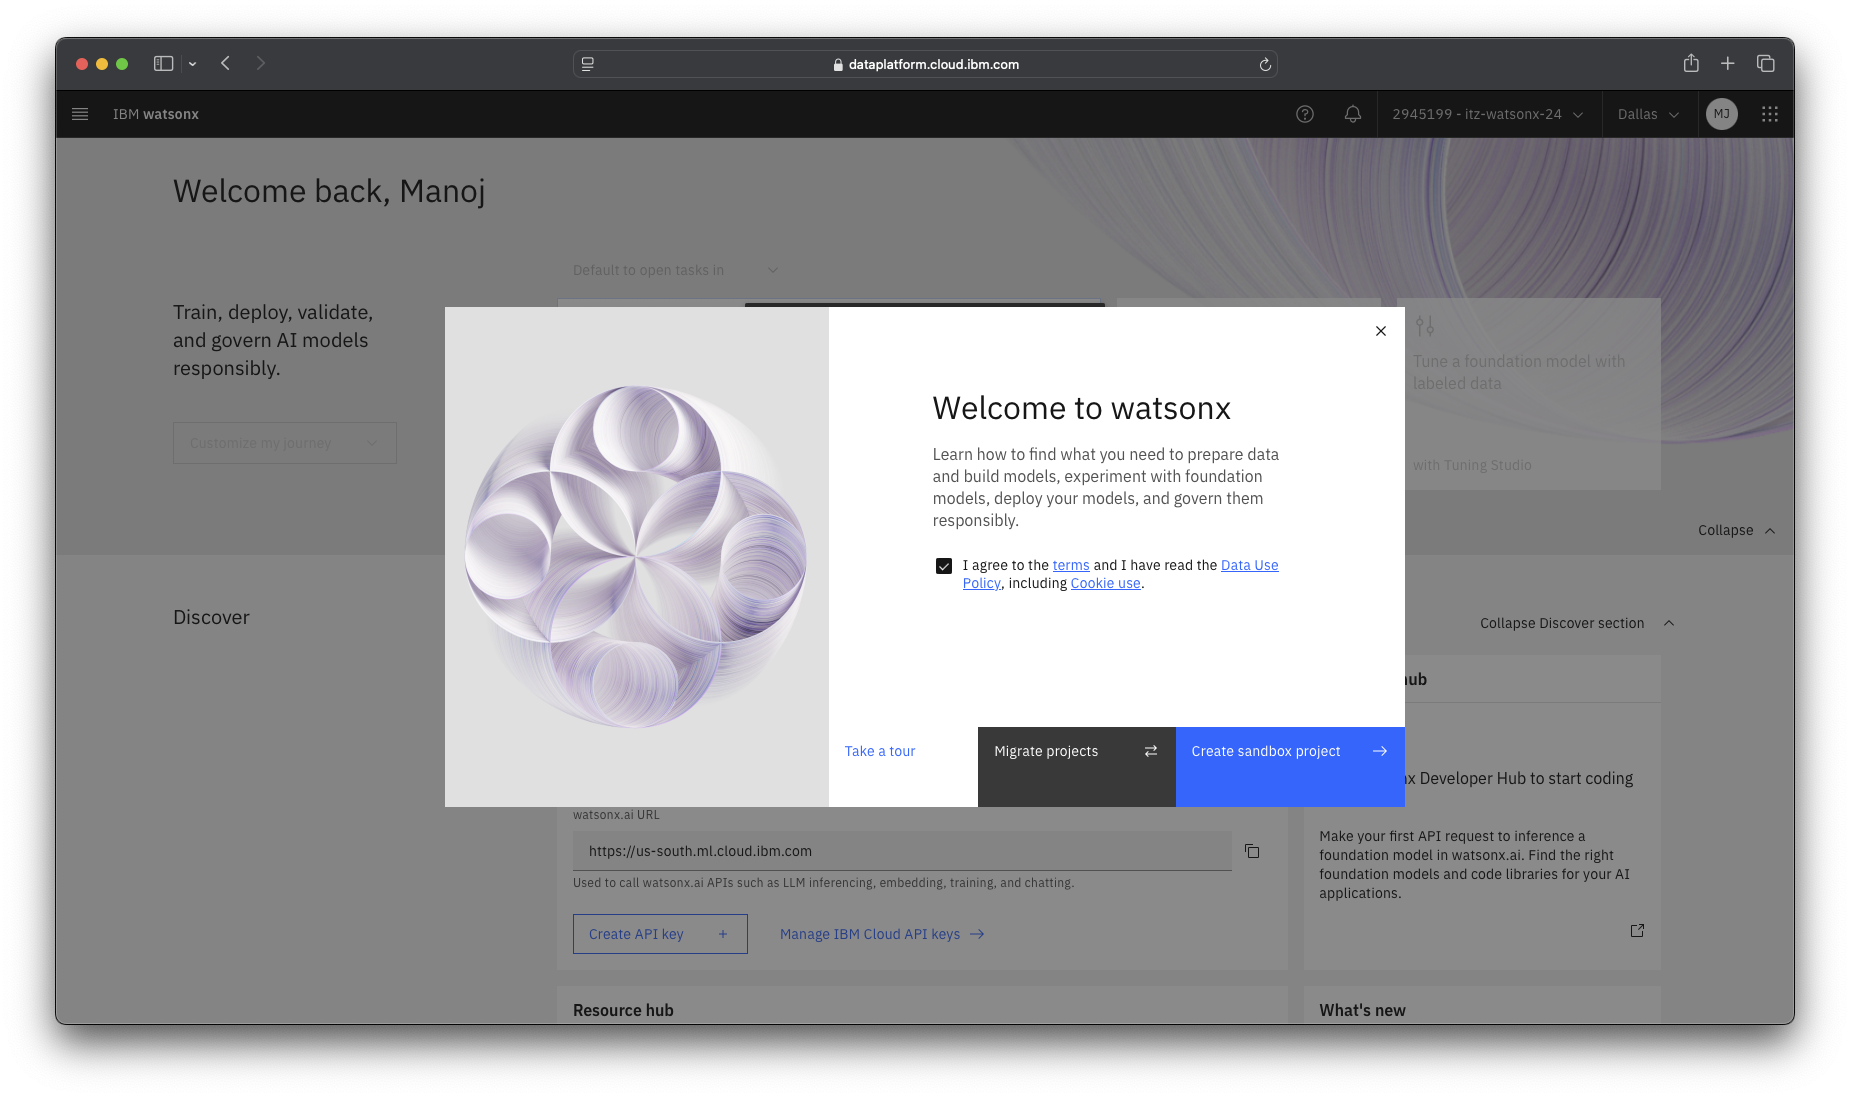 dataplatform.cloud.ibm.com
IBM watsonx
2945199 - itz-watsonx-24
Dallas
MJ
Welcome back, Manoj
Default to open tasks in
Train, deploy, validate,
and govern AI models
responsibly.
Customize my journey
Tune a foundation model with
labeled data
with Tuning Studio
Collapse
Welcome to watsonx
Learn how to find what you need to prepare data
and build models, experiment with foundation
models, deploy your models, and govern them
responsibly.
I agree to the terms and I have read the Data Use
Policy, including Cookie use.
Take a tour
Migrate projects
Create sandbox project
Discover
Collapse Discover section
Developer Hub to start coding
Make your first API request to inference a
foundation model in watsonx.ai. Find the right
foundation models and code libraries for your AI
applications.
watsonx.ai URL
https://us-south.ml.cloud.ibm.com
Used to call watsonx.ai APIs such as LLM inferencing, embedding, training, and chatting.
Create API key
Manage IBM Cloud API keys
Resource hub
What's new